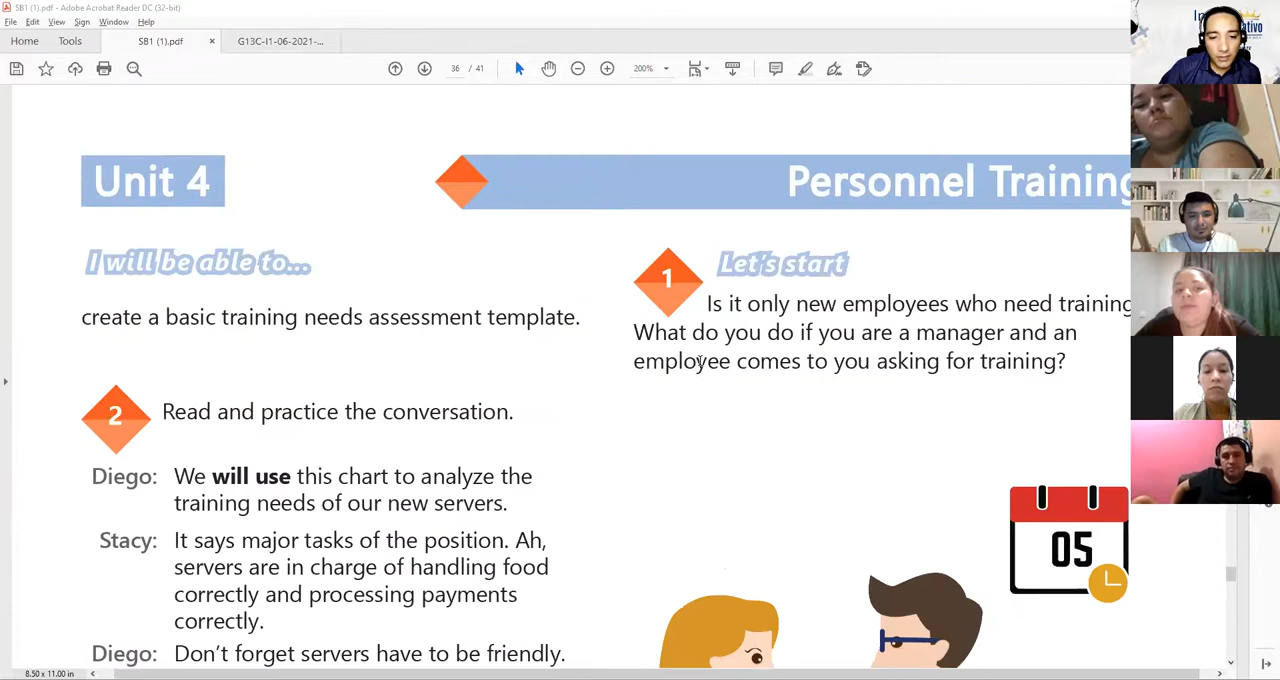 SB1 (1).pdf - Adobe Acrobat Reader DC (32-bit)
File Edit View Sign Window Help
Home Tools SB1 (1).pdf × G13C-I1-06-2021-...
36 / 41 200%
Unit 4
Personnel Training
I will be able to...
create a basic training needs assessment template.
1 Let's start
Is it only new employees who need training
What do you do if you are a manager and an
employee comes to you asking for training?
2 Read and practice the conversation.
Diego: We will use this chart to analyze the
training needs of our new servers.
Stacy: It says major tasks of the position. Ah,
servers are in charge of handling food
correctly and processing payments
correctly.
Diego: Don't forget servers have to be friendly.
05
8.50 x 11.00 in